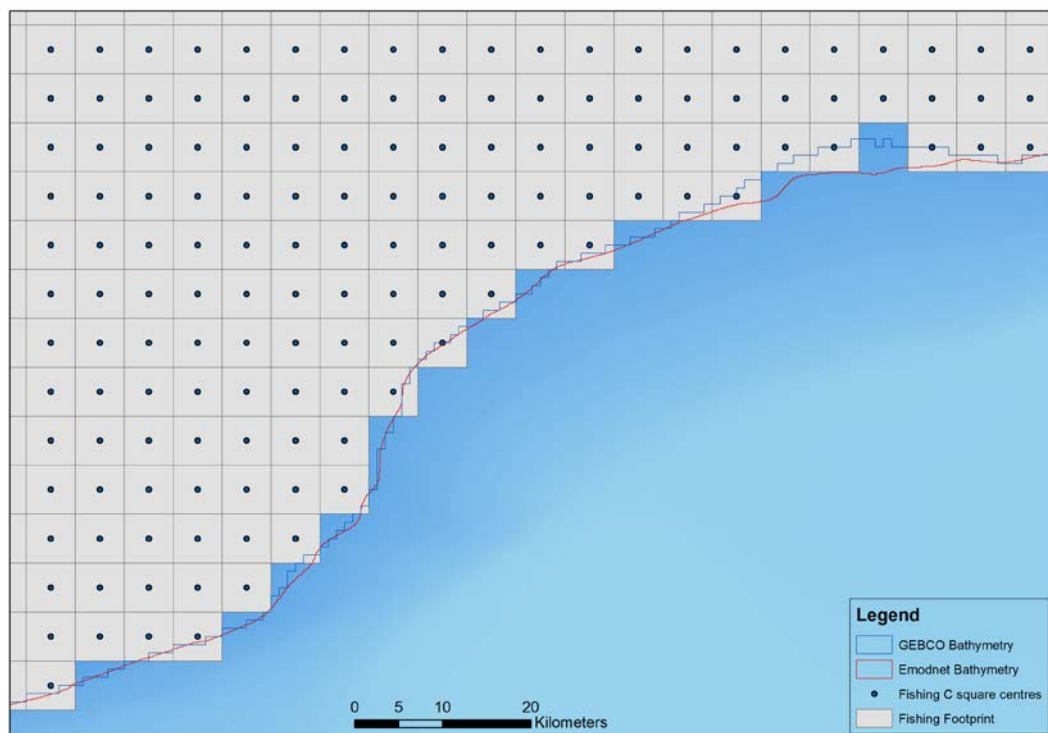 Legend
GEBCO Bathymetry
Emodnet Bathymetry
Fishing C square centres
Fishing Footprint
0 5 10 20
Kilometers